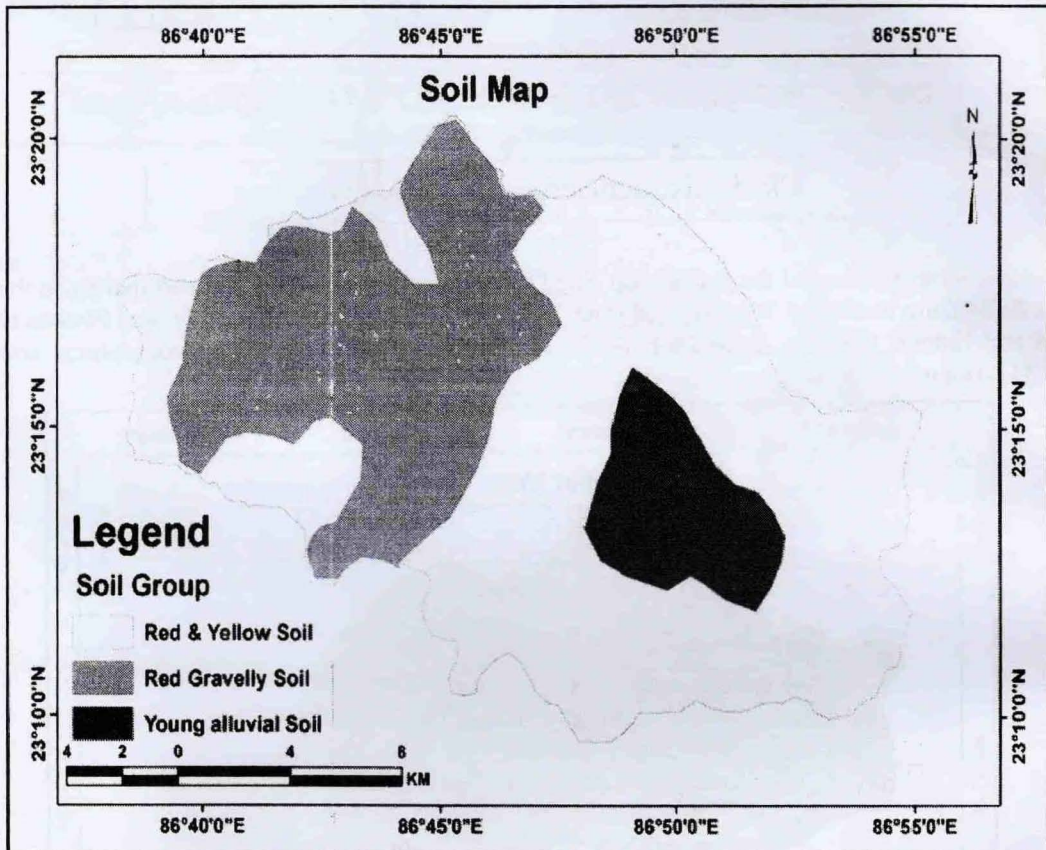 86°40'0"N 86°45'0"N 86°50'0"N 86°55'0"N
Soil Map
N
23°20'0"N 23°20'0"N
23°15'0"N 23°15'0"N
Legend
Soil Group
Red & Yellow Soil
Red Gravelly Soil
23°10'0"N 23°10'0"N
Young alluvial Soil
4 2 0 4 8
KM
86°40'0"N 86°45'0"N 86°50'0"N 86°55'0"N